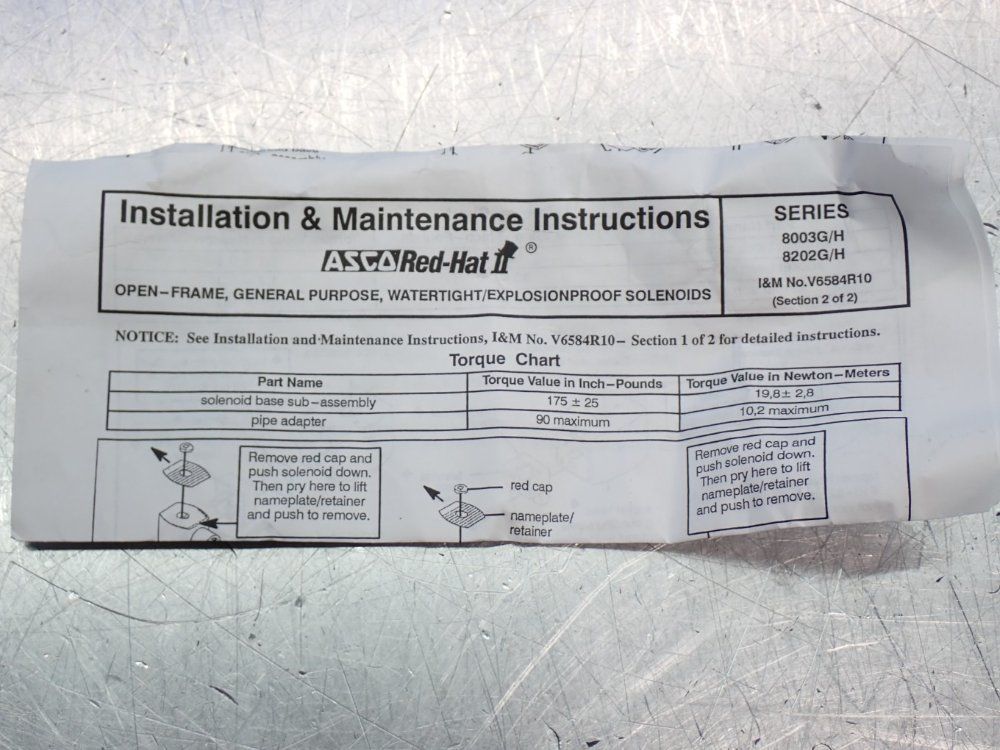 Installation & Maintenance Instructions
ASCO Red-Hat II ®
OPEN–FRAME, GENERAL PURPOSE, WATERTIGHT/EXPLOSIONPROOF SOLENOIDS
SERIES
8003G/H
8202G/H
I&M No.V6584R10
(Section 2 of 2)
NOTICE: See Installation and Maintenance Instructions, I&M No. V6584R10– Section 1 of 2 for detailed instructions.
Torque Chart
Part Name Torque Value in Inch–Pounds Torque Value in Newton–Meters
solenoid base sub–assembly 175 ± 25 19,8± 2,8
pipe adapter 90 maximum 10,2 maximum
Remove red cap and
push solenoid down.
Then pry here to lift
nameplate/retainer
and push to remove.
red cap
nameplate/
retainer
Remove red cap and
push solenoid down.
Then pry here to lift
nameplate/retainer
and push to remove.